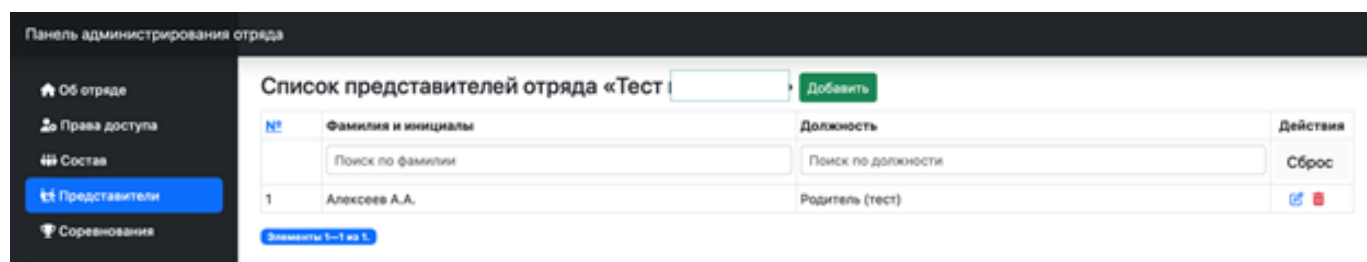 Панель администрирования отряда
Об отряде
Права доступа
Состав
Представители
Соревнования
Список представителей отряда «Тест
Добавить
№ Фамилия и инициалы Должность Действия
Поиск по фамилии Поиск по должности Сброс
1 Алексеев А.А. Родитель (тест)
Элементы 1—1 из 1.